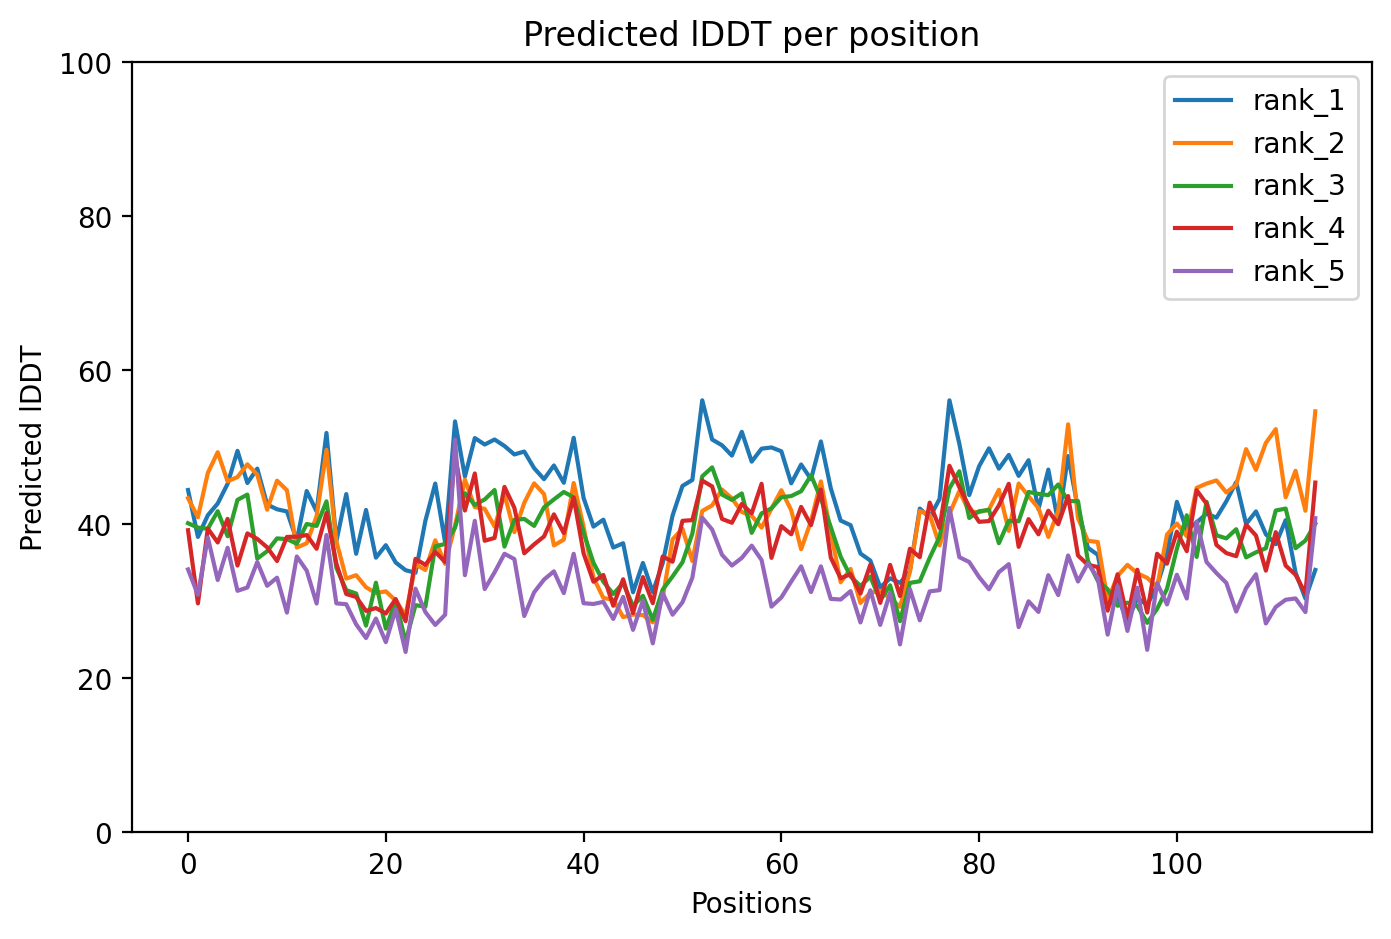 Predicted lDDT per position
100
80
60
40
20
0
Predicted lDDT
rank_1
rank_2
rank_3
rank_4
rank_5
0 20 40 60 80 100
Positions